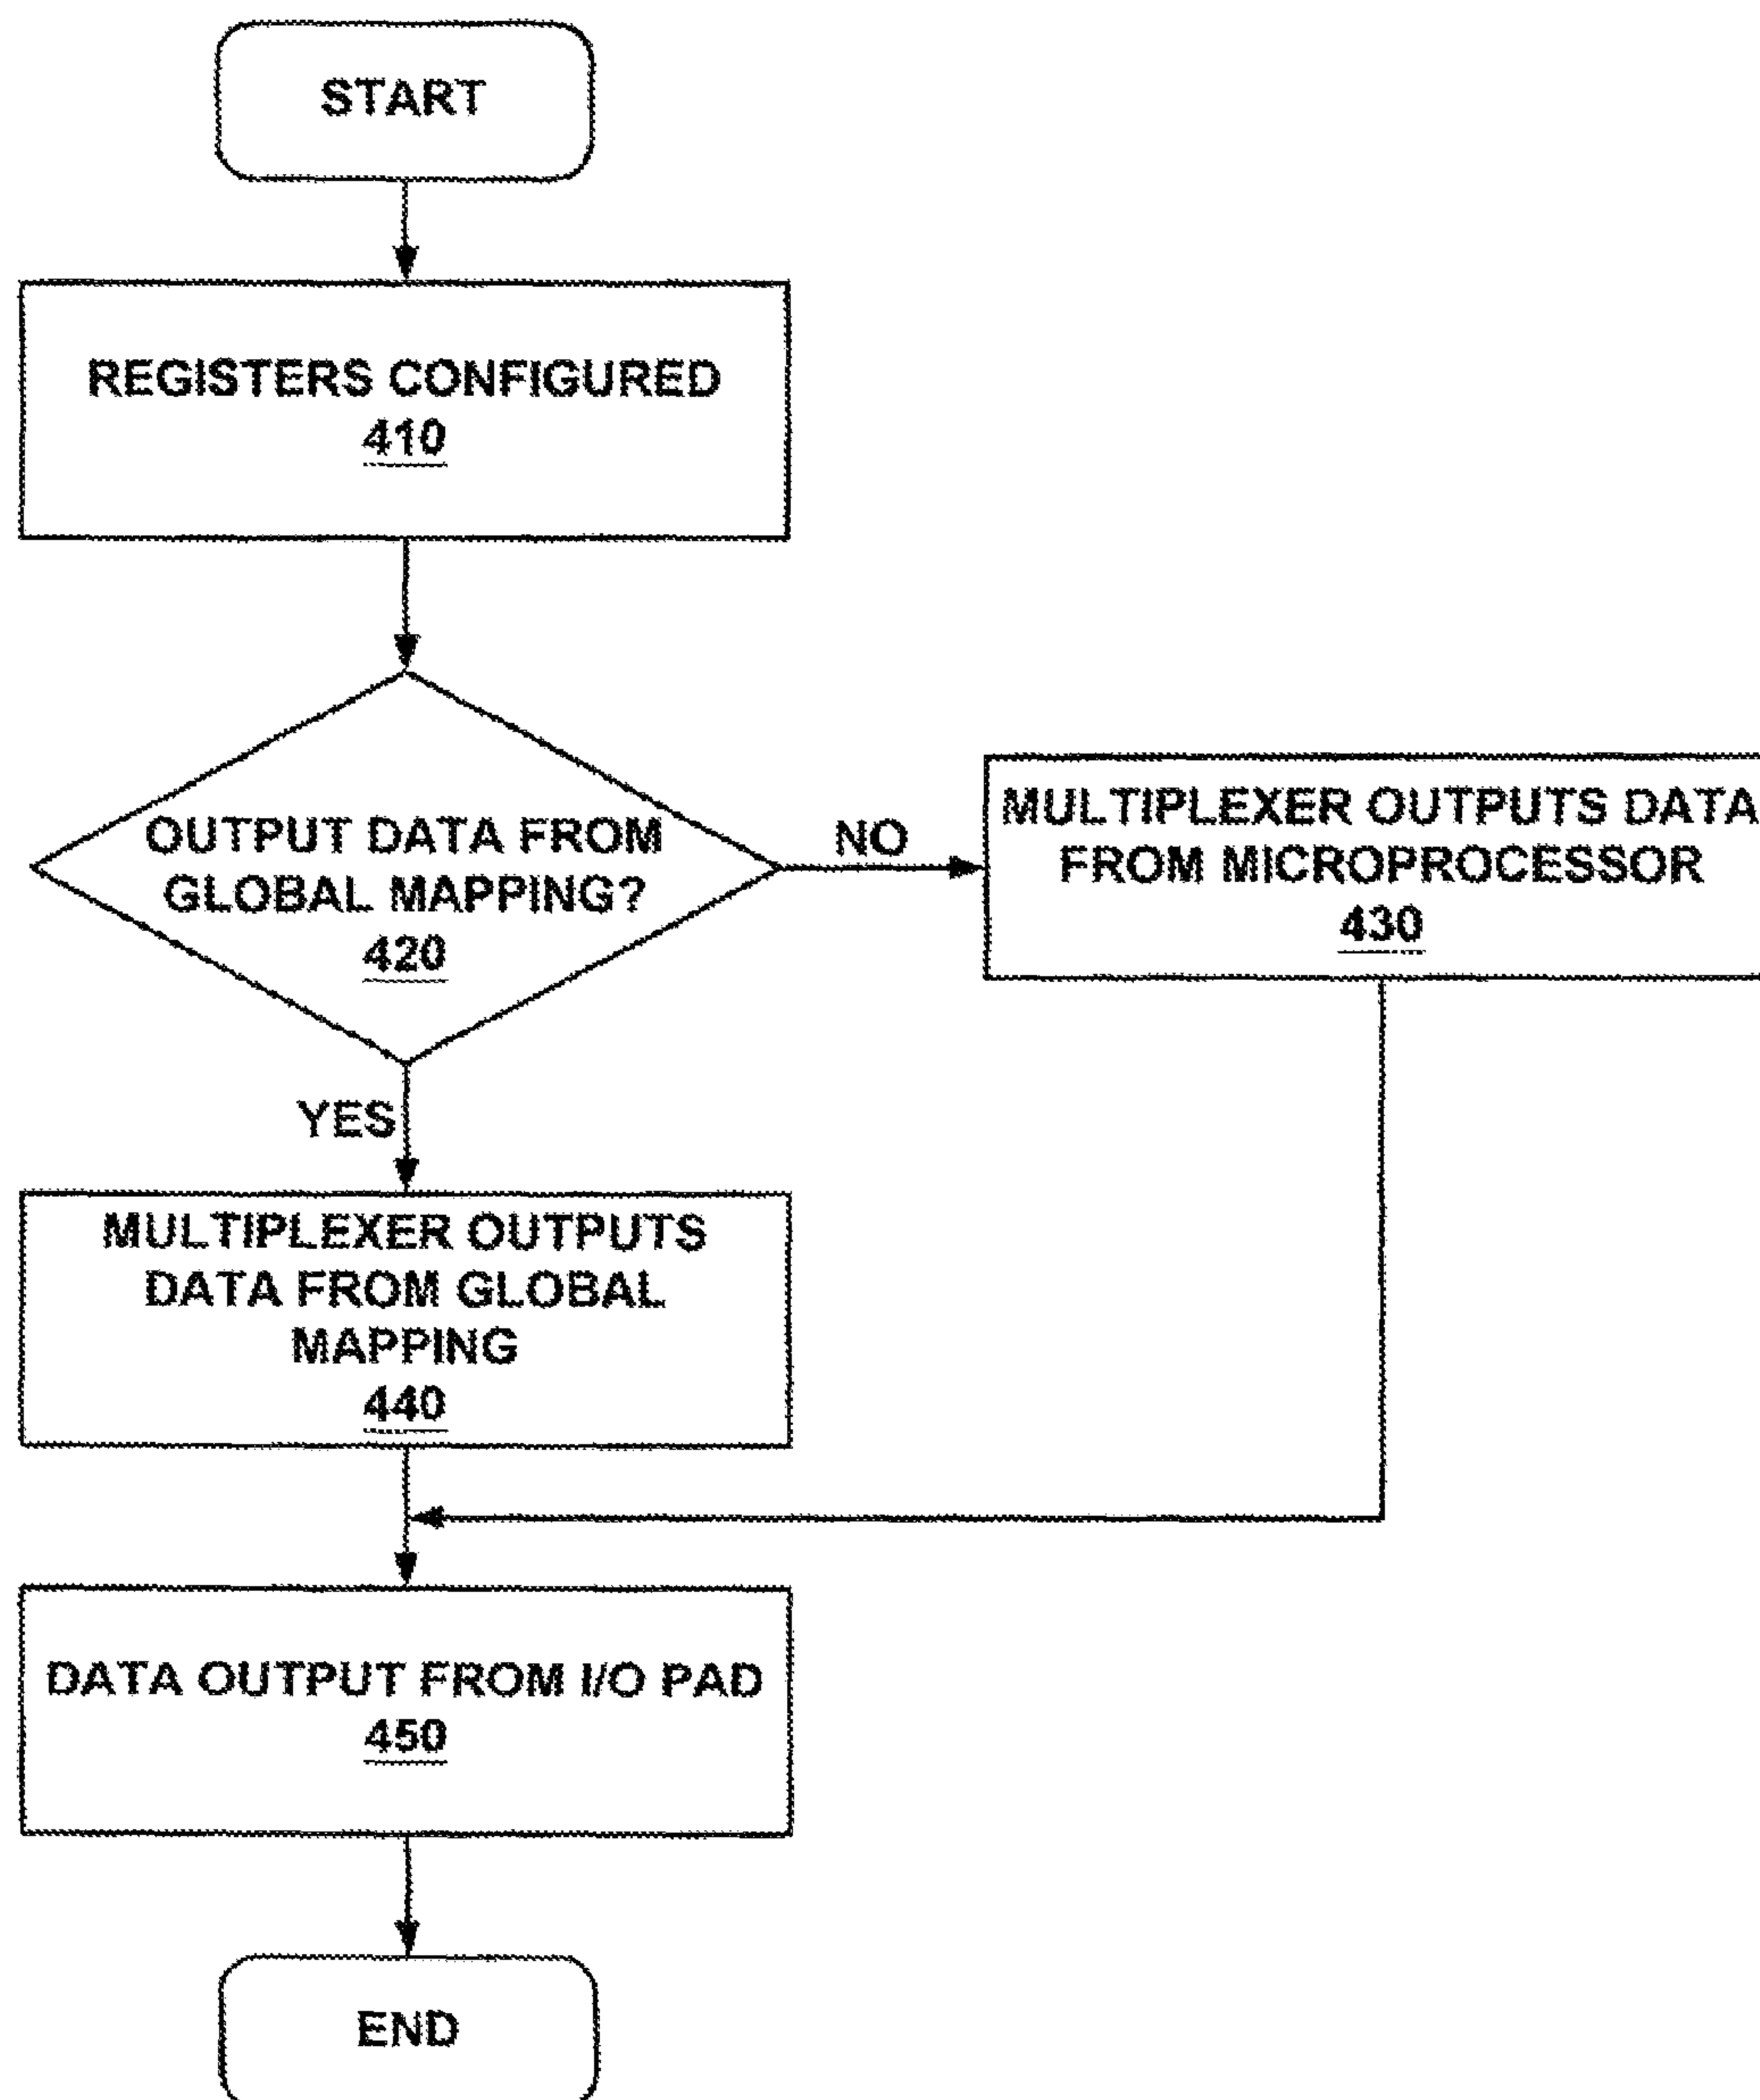 START
REGISTERS CONFIGURED
410
OUTPUT DATA FROM
GLOBAL MAPPING?
420
NO
MULTIPLEXER OUTPUTS DATA
FROM MICROPROCESSOR
430
YES
MULTIPLEXER OUTPUTS
DATA FROM GLOBAL
MAPPING
440
DATA OUTPUT FROM I/O PAD
450
END